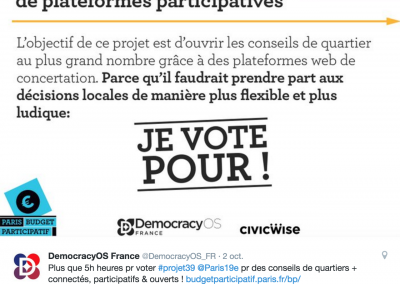 de plateformes participatives
L'objectif de ce projet est d'ouvrir les conseils de quartier
au plus grand nombre grâce à des plateformes web de
concertation. Parce qu'il faudrait prendre part aux
décisions locales de manière plus flexible et plus
ludique:
JE VOTE
POUR !
PARIS BUDGET
PARTICIPATIF
DemocracyOS
FRANCE
CIVICWISE
DemocracyOS France @DemocracyOS_FR · 2 oct.
Plus que 5h heures pr voter #projet39 @Paris19e pr des conseils de quartiers +
connectés, participatifs & ouverts ! budgetparticipatif.paris.fr/bp/